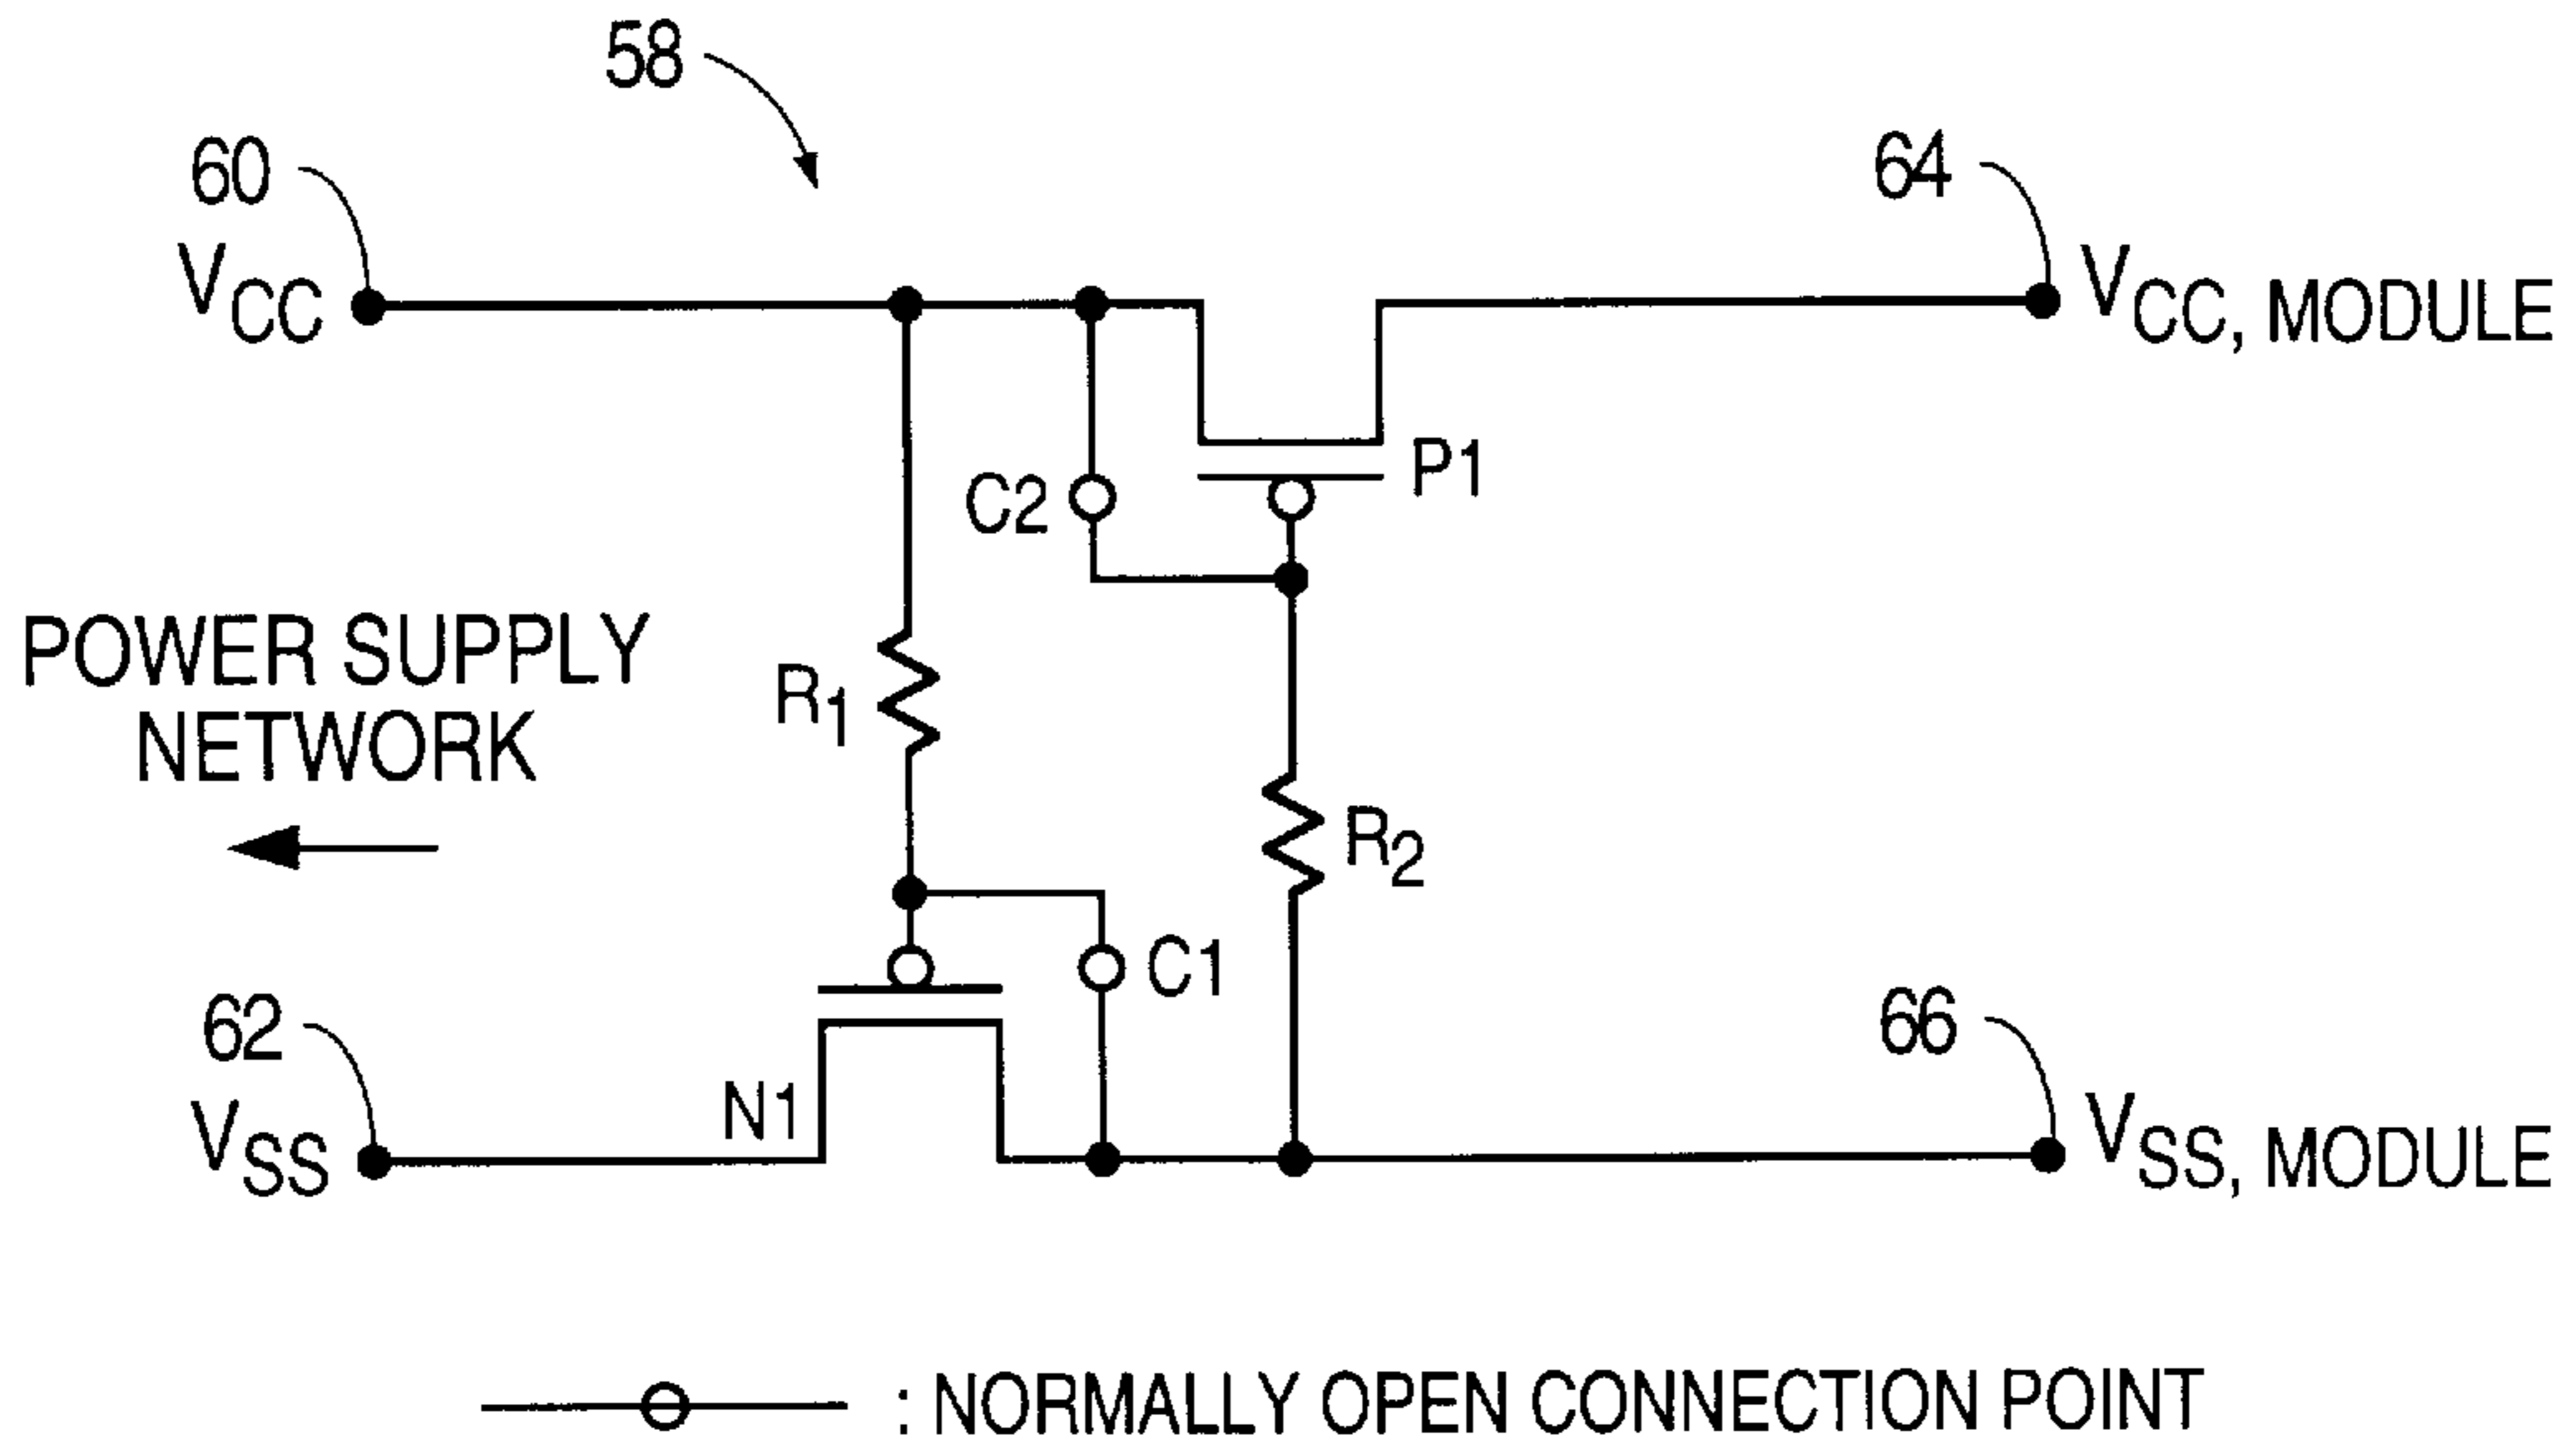 58
60
64
VCC
VCC, MODULE
C2
P1
POWER SUPPLY
NETWORK
R1
R2
C1
62
66
N1
VSS
VSS, MODULE
: NORMALLY OPEN CONNECTION POINT